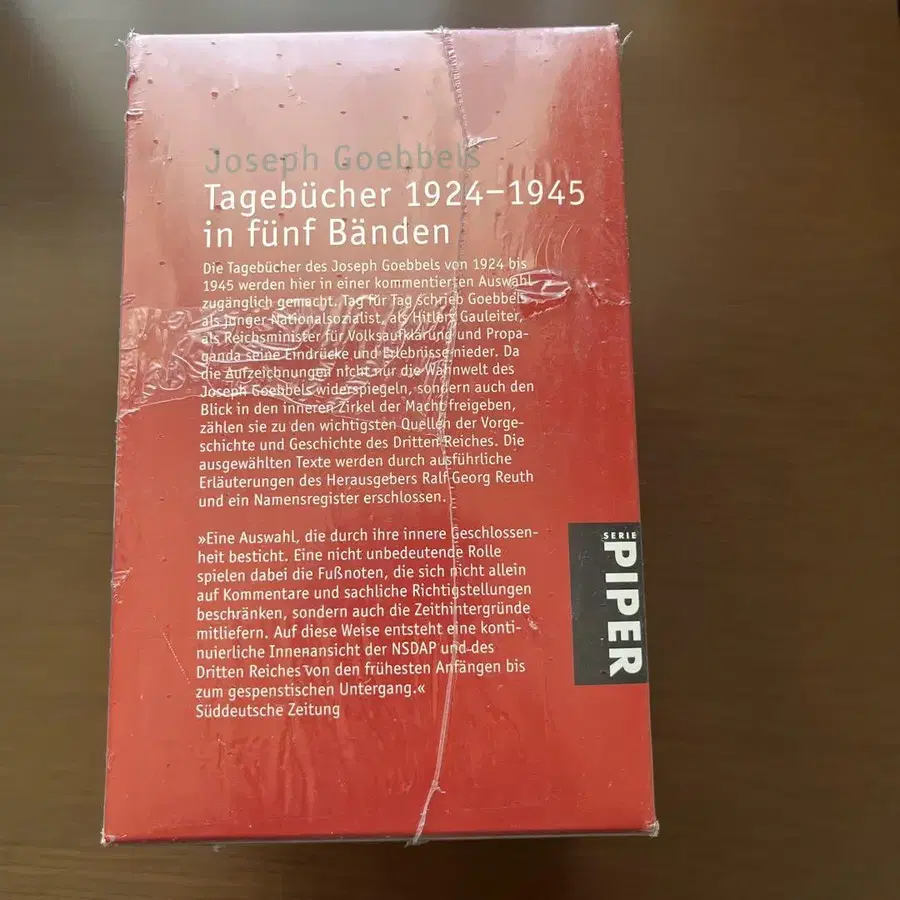 Joseph Goebbels
Tagebücher 1924–1945
in fünf Bänden
Die Tagebücher des Joseph Goebbels von 1924 bis
1945 werden hier in einer kommentierten Auswahl
zugänglich gemacht. Tag für Tag schrieb Goebbels
als junger Nationalsozialist, als Hitlers Gauleiter,
als Reichsminister für Volksaufklärung und Propa-
ganda seine Eindrücke und Erlebnisse nieder. Da
die Aufzeichnungen nicht nur die Wahnwelt des
Joseph Goebbels widerspiegeln, sondern auch den
Blick in den inneren Zirkel der Macht freigeben,
zählen sie zu den wichtigsten Quellen der Vorge-
schichte und Geschichte des Dritten Reiches. Die
ausgewählten Texte werden durch ausführliche
Erläuterungen des Herausgebers Ralf Georg Reuth
und ein Namensregister erschlossen.
»Eine Auswahl, die durch ihre innere Geschlossen-
heit besticht. Eine nicht unbedeutende Rolle
spielen dabei die Fußnoten, die sich nicht allein
auf Kommentare und sachliche Richtigstellungen
beschränken, sondern auch die Zeithintergründe
mitliefern. Auf diese Weise entsteht eine konti-
nuierliche Innenansicht der NSDAP und des
Dritten Reiches von den frühesten Anfängen bis
zum gespenstischen Untergang.«
Süddeutsche Zeitung
SERIE
PIPER